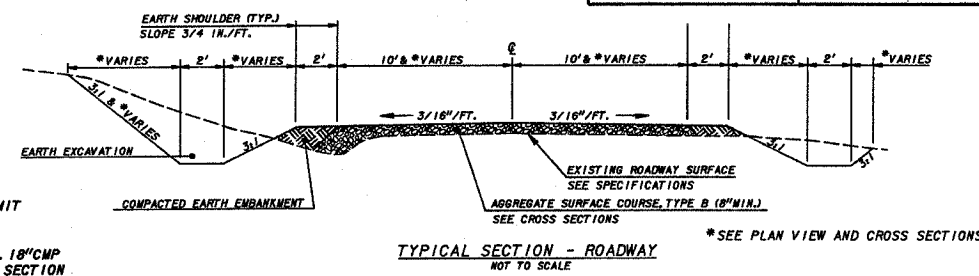 EARTH SHOULDER (TYP.)
SLOPE 3/4 IN./FT.
*VARIES
2'
*VARIES
2'
10' & *VARIES
℄
10' & *VARIES
2'
*VARIES
2'
*VARIES
3:1 & *VARIES
3:1
3/16"/FT.
3/16"/FT.
3:1
3:1
EARTH EXCAVATION
EXISTING ROADWAY SURFACE
SEE SPECIFICATIONS
COMPACTED EARTH EMBANKMENT
AGGREGATE SURFACE COURSE, TYPE B (8"MIN.)
SEE CROSS SECTIONS
MIT
. 18"CMP
SECTION
TYPICAL SECTION - ROADWAY
NOT TO SCALE
*SEE PLAN VIEW AND CROSS SECTIONS